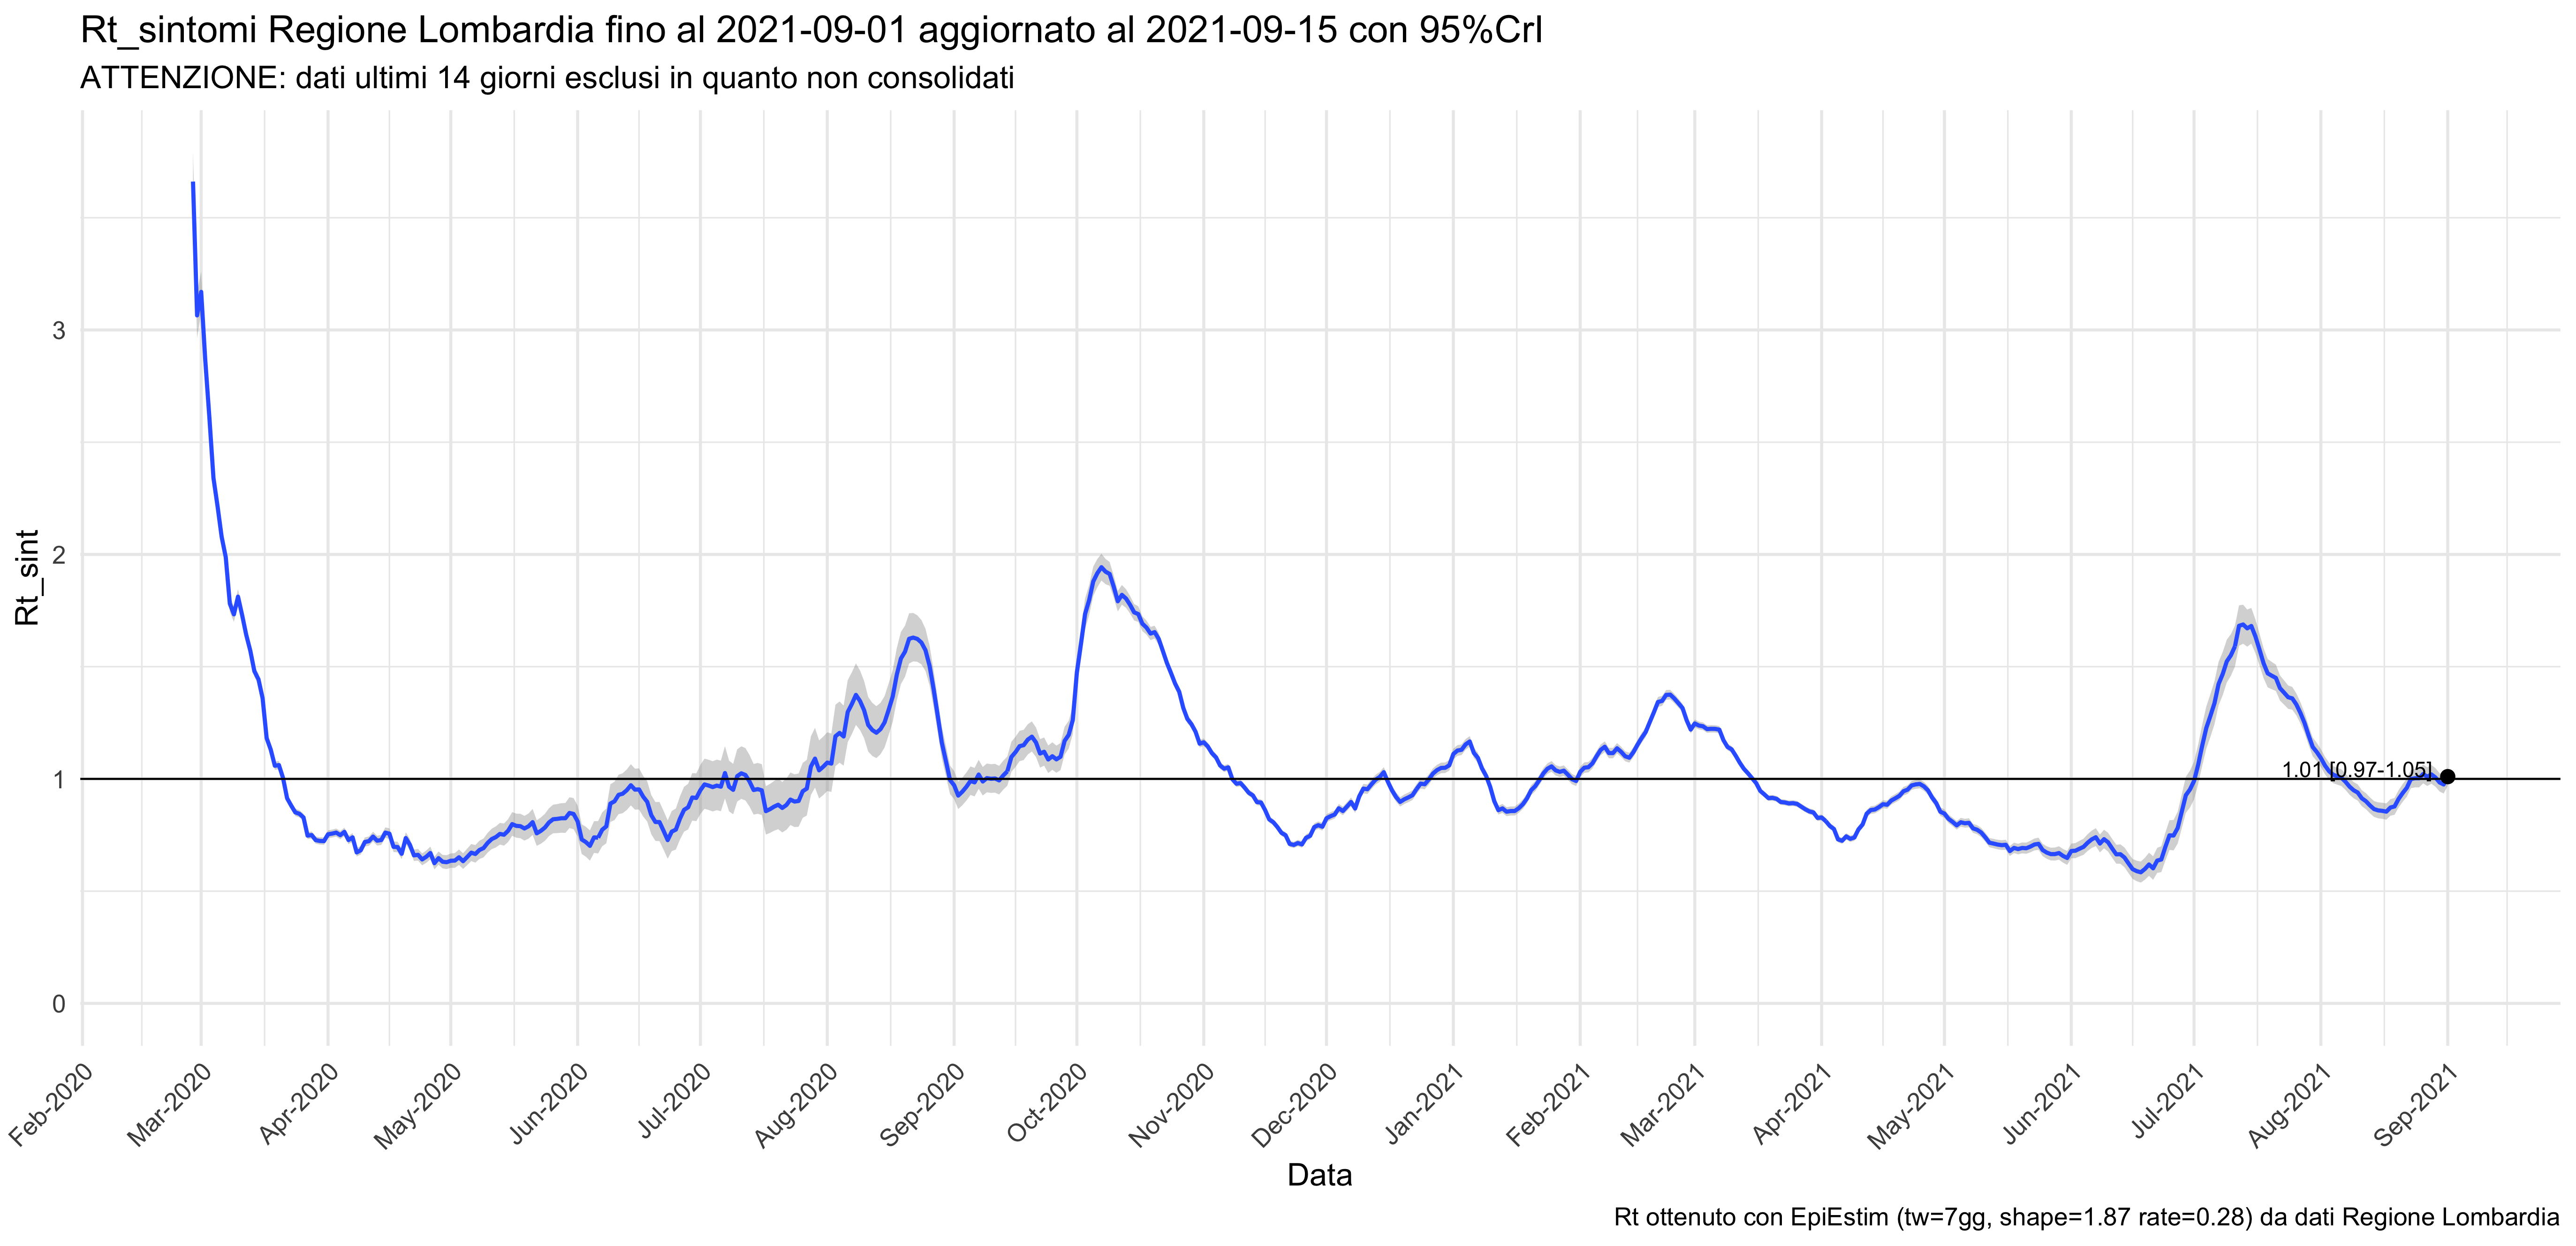 Rt_sintomi Regione Lombardia fino al 2021-09-01 aggiornato al 2021-09-15 con 95%CrI
ATTENZIONE: dati ultimi 14 giorni esclusi in quanto non consolidati
Rt_sint
3
2
1
0
1.01 [0.97-1.05]
Feb-2020
Mar-2020
Apr-2020
May-2020
Jun-2020
Jul-2020
Aug-2020
Sep-2020
Oct-2020
Nov-2020
Dec-2020
Jan-2021
Feb-2021
Mar-2021
Apr-2021
May-2021
Jun-2021
Jul-2021
Aug-2021
Sep-2021
Data
Rt ottenuto con EpiEstim (tw=7gg, shape=1.87 rate=0.28) da dati Regione Lombardia